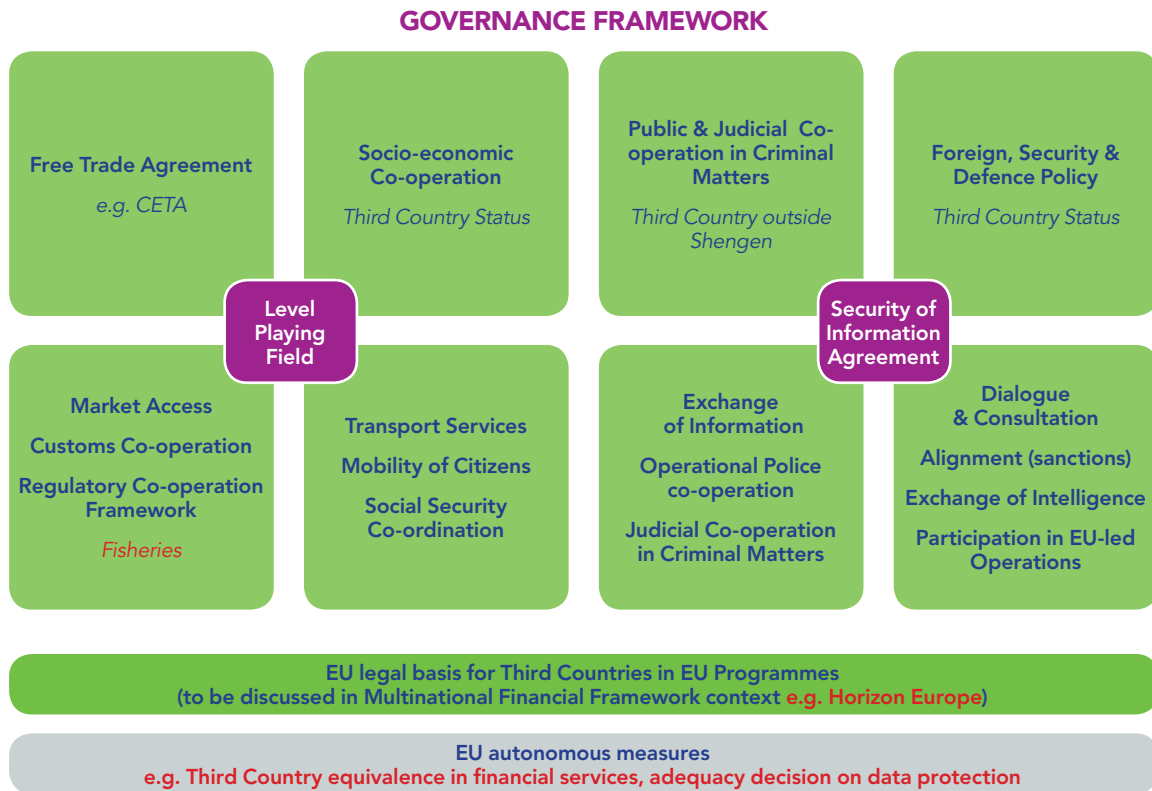 GOVERNANCE FRAMEWORK
Free Trade Agreement
e.g. CETA
Socio-economic
Co-operation
Third Country Status
Public & Judicial Co-
operation in Criminal
Matters
Third Country outside
Shengen
Foreign, Security &
Defence Policy
Third Country Status
Level
Playing
Field
Security of
Information
Agreement
Market Access
Customs Co-operation
Regulatory Co-operation
Framework
Fisheries
Transport Services
Mobility of Citizens
Social Security
Co-ordination
Exchange
of Information
Operational Police
co-operation
Judicial Co-operation
in Criminal Matters
Dialogue
& Consultation
Alignment (sanctions)
Exchange of Intelligence
Participation in EU-led
Operations
EU legal basis for Third Countries in EU Programmes
(to be discussed in Multinational Financial Framework context e.g. Horizon Europe)
EU autonomous measures
e.g. Third Country equivalence in financial services, adequacy decision on data protection